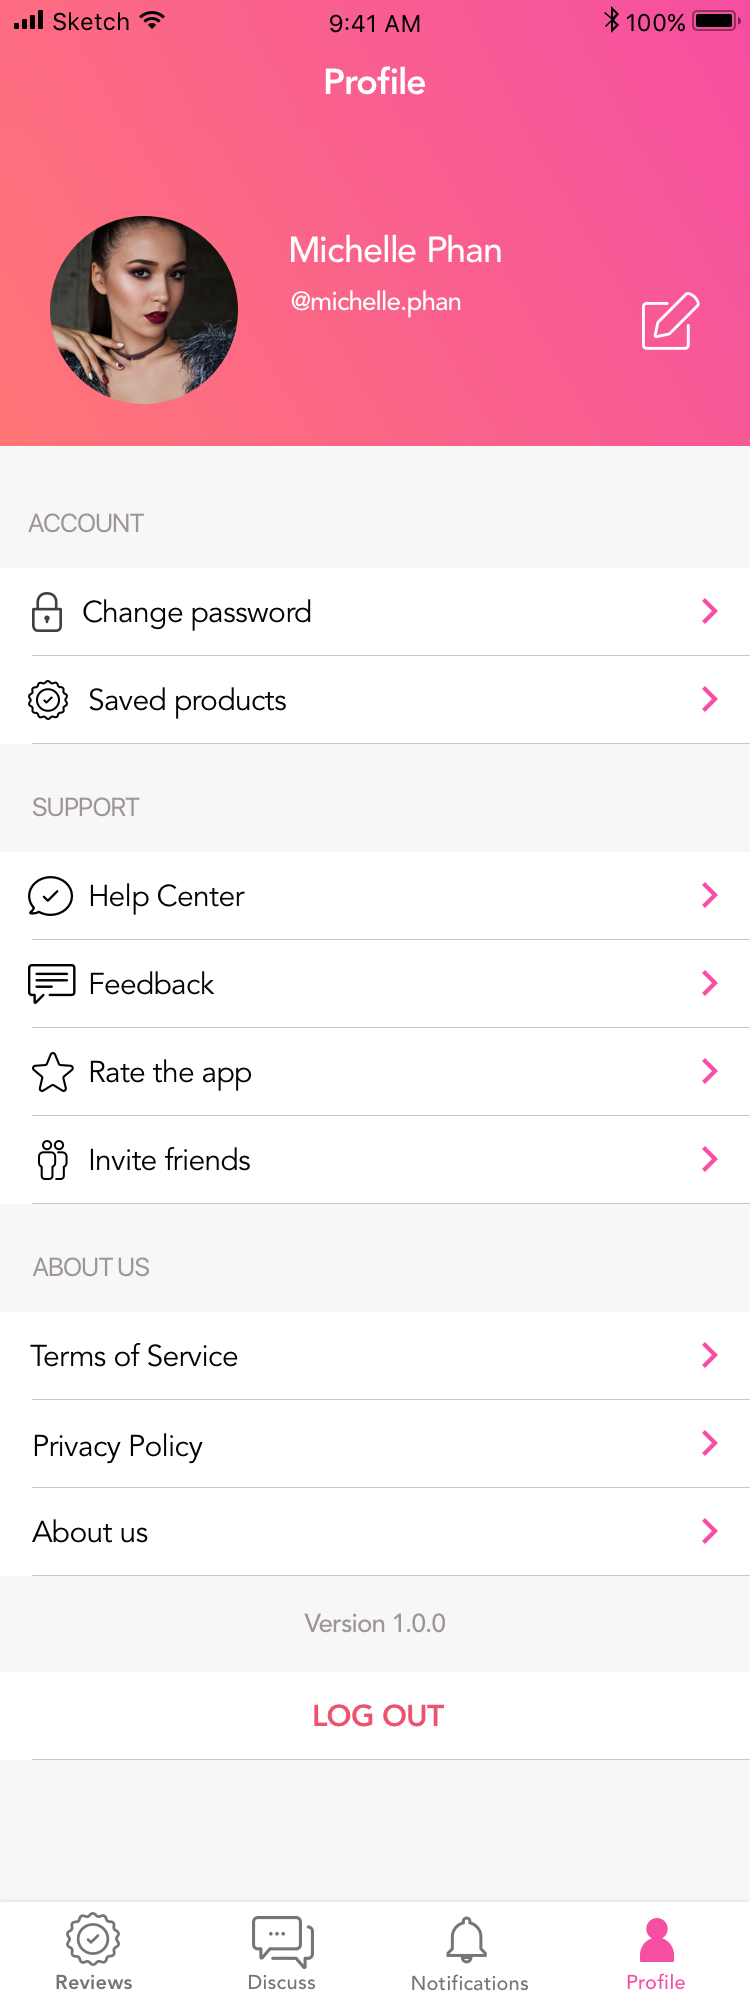 Sketch 9:41 AM 100%
Profile
Michelle Phan
@michelle.phan
ACCOUNT
Change password
Saved products
SUPPORT
Help Center
Feedback
Rate the app
Invite friends
ABOUT US
Terms of Service
Privacy Policy
About us
Version 1.0.0
LOG OUT
Reviews Discuss Notifications Profile